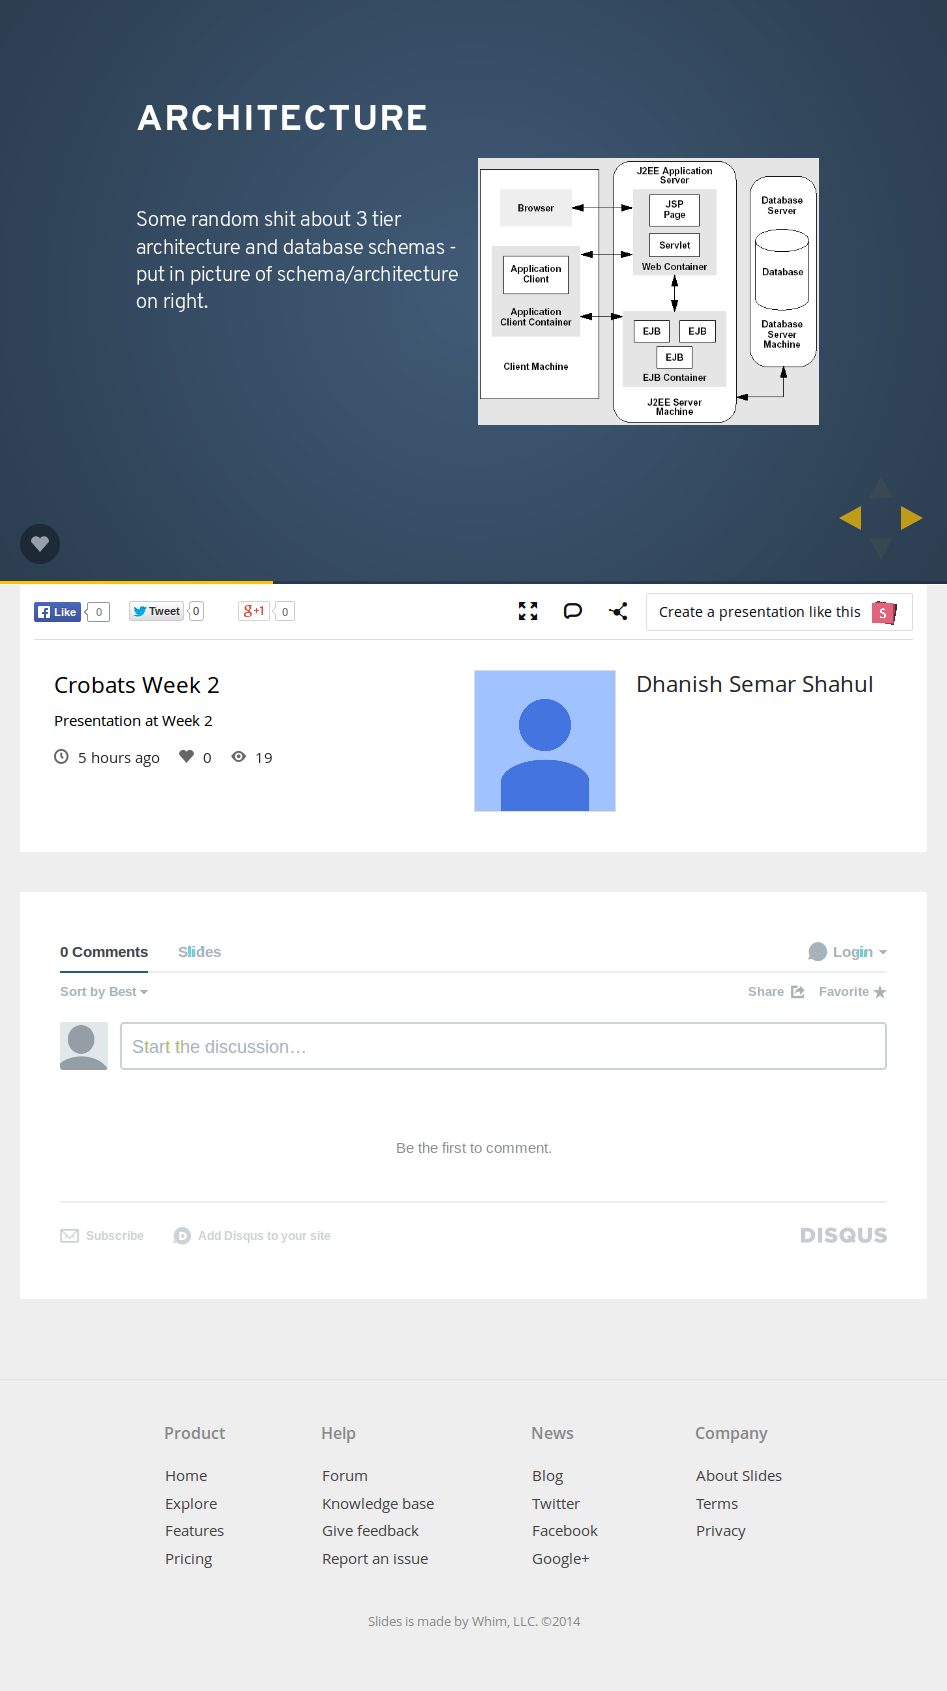 ARCHITECTURE
Some random shit about 3 tier
architecture and database schemas -
put in picture of schema/architecture
on right.
Browser
Application
Client
Application
Client Container
Client Machine
J2EE Application
Server
JSP
Page
Servlet
Web Container
EJB
EJB
EJB
EJB Container
J2EE Server
Machine
Database
Server
Database
Database
Server
Machine
Like
0
Tweet
0
g+1
0
Create a presentation like this
S
Crobats Week 2
Presentation at Week 2
5 hours ago
0
19
Dhanish Semar Shahul
0 Comments
Slides
Login
Sort by Best
Share
Favorite
Start the discussion…
Be the first to comment.
Subscribe
D
Add Disqus to your site
DISQUS
Product
Home
Explore
Features
Pricing
Help
Forum
Knowledge base
Give feedback
Report an issue
News
Blog
Twitter
Facebook
Google+
Company
About Slides
Terms
Privacy
Slides is made by Whim, LLC. ©2014